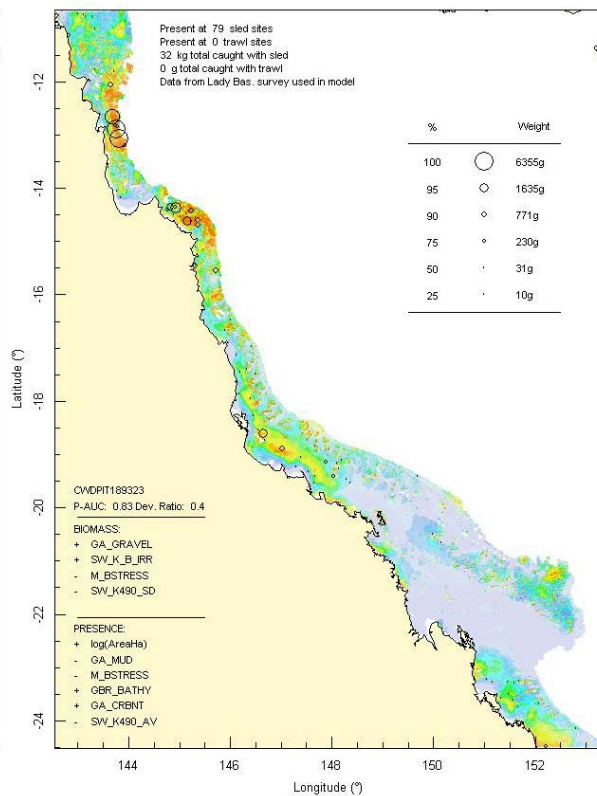 Present at 79 sled sites
Present at 0 trawl sites
32 kg total caught with sled
0 g total caught with trawl
Data from Lady Bas. survey used in model
% Weight
100 6355g
95 1635g
90 771g
75 230g
50 31g
25 10g
-12
-14
-16
-18
-20
-22
-24
Latitude (°)
CWDPIT189323
P-AUC: 0.83 Dev. Ratio: 0.4
BIOMASS:
+ GA_GRAVEL
+ SW_K_B_IRR
- M_BSTRESS
- SW_K490_SD
PRESENCE:
+ log(AreaHa)
- GA_MUD
- M_BSTRESS
+ GBR_BATHY
+ GA_CRBNT
- SW_K490_AV
144 146 148 150 152
Longitude (°)